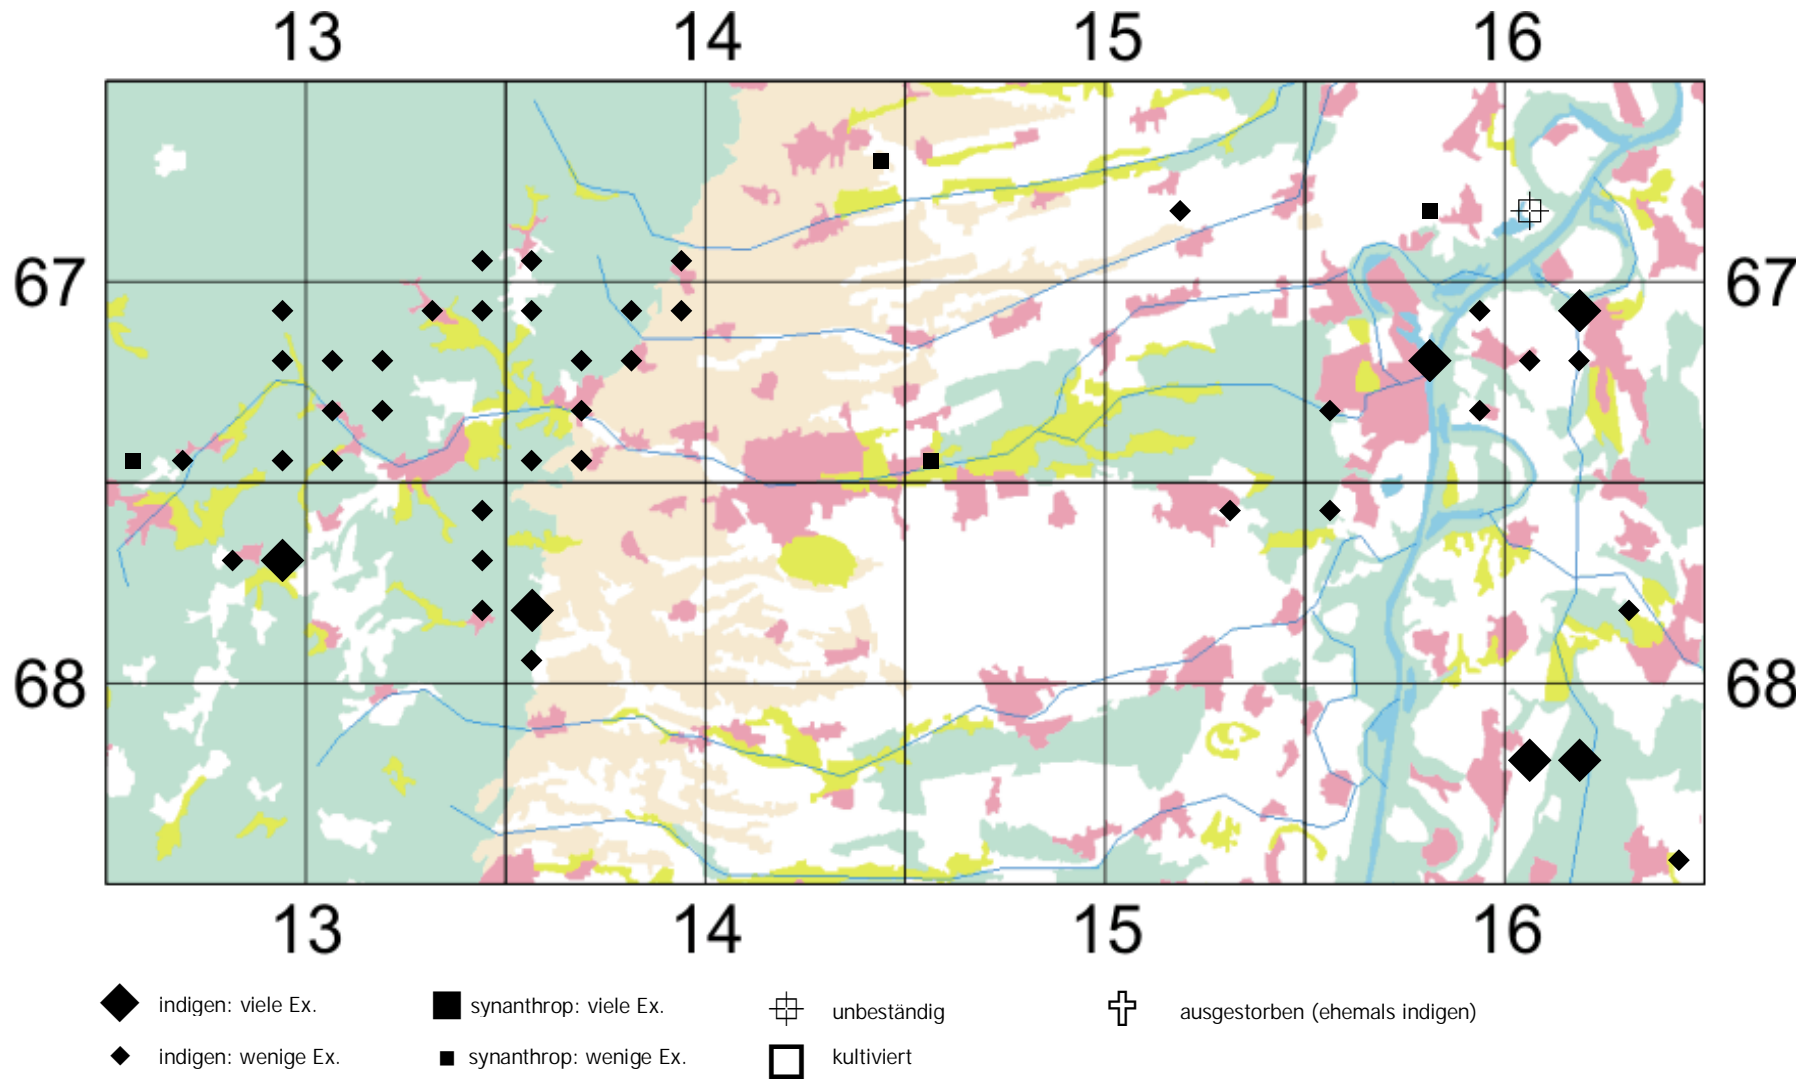 13 14 15 16
67 67
68 68
13 14 15 16
indigen: viele Ex. synanthrop: viele Ex. unbeständig ausgestorben (ehemals indigen)
indigen: wenige Ex. synanthrop: wenige Ex. kultiviert